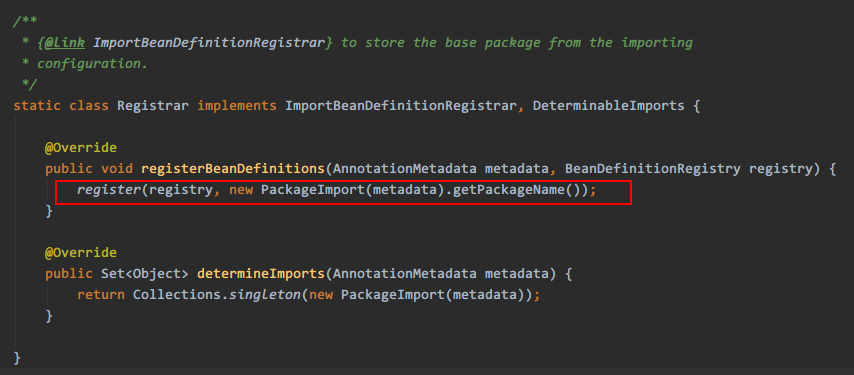 /**
 * {@link ImportBeanDefinitionRegistrar} to store the base package from the importing
 * configuration.
 */
static class Registrar implements ImportBeanDefinitionRegistrar, DeterminableImports {
@Override
public void registerBeanDefinitions(AnnotationMetadata metadata, BeanDefinitionRegistry registry) {
register(registry, new PackageImport(metadata).getPackageName());
}
@Override
public Set<Object> determineImports(AnnotationMetadata metadata) {
return Collections.singleton(new PackageImport(metadata));
}
}